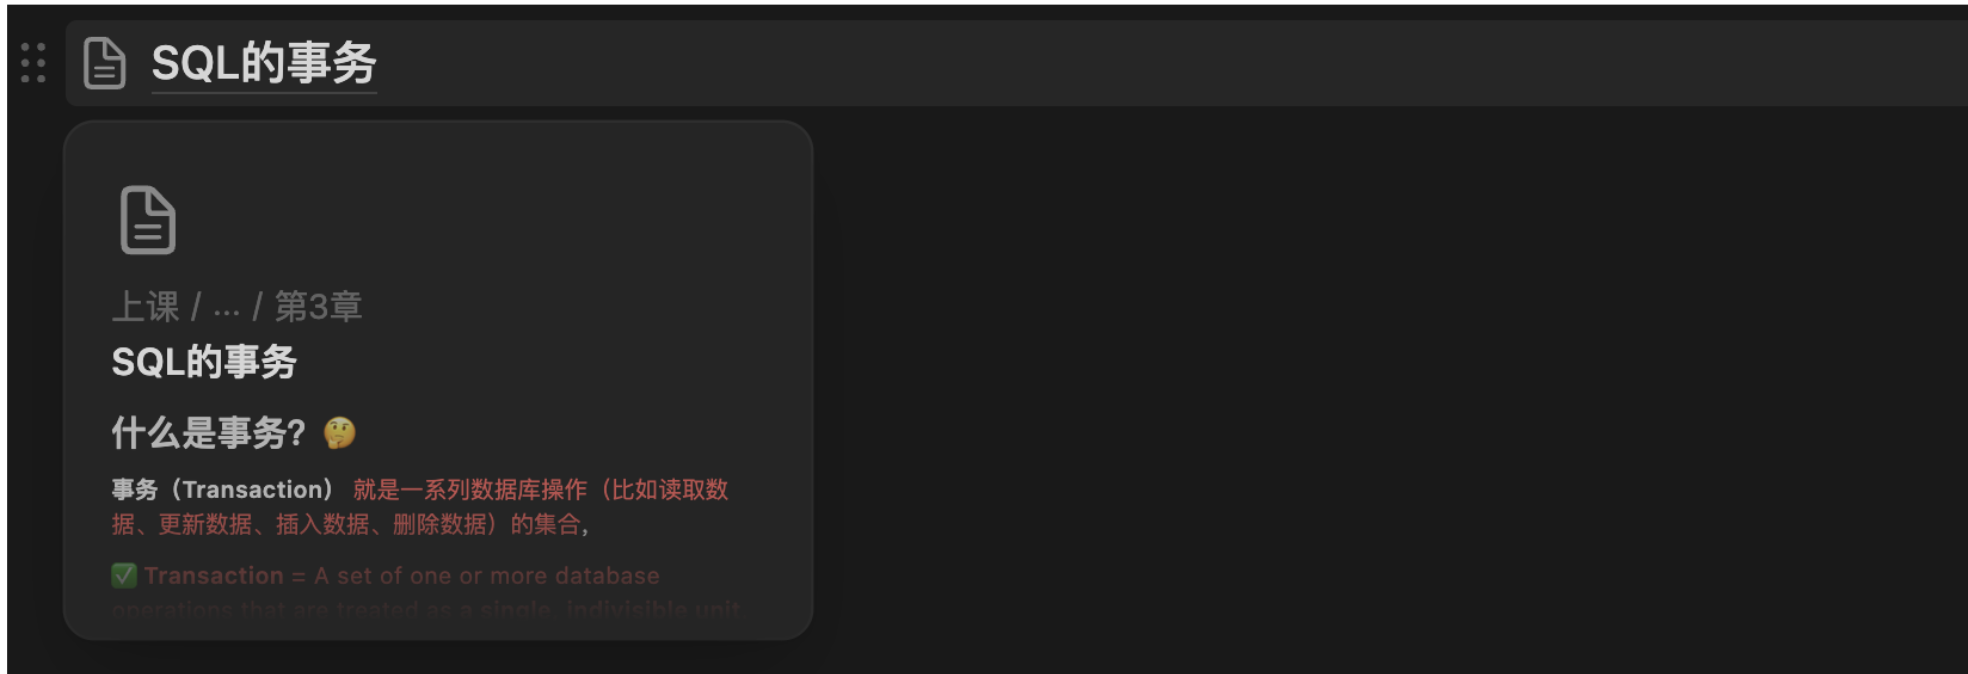 SQL的事务
上课 / ... / 第3章
SQL的事务
什么是事务? 🤔
事务（Transaction） 就是一系列数据库操作（比如读取数
据、更新数据、插入数据、删除数据）的集合,
✅ Transaction = A set of one or more database
operations that are treated as a single, indivisible unit